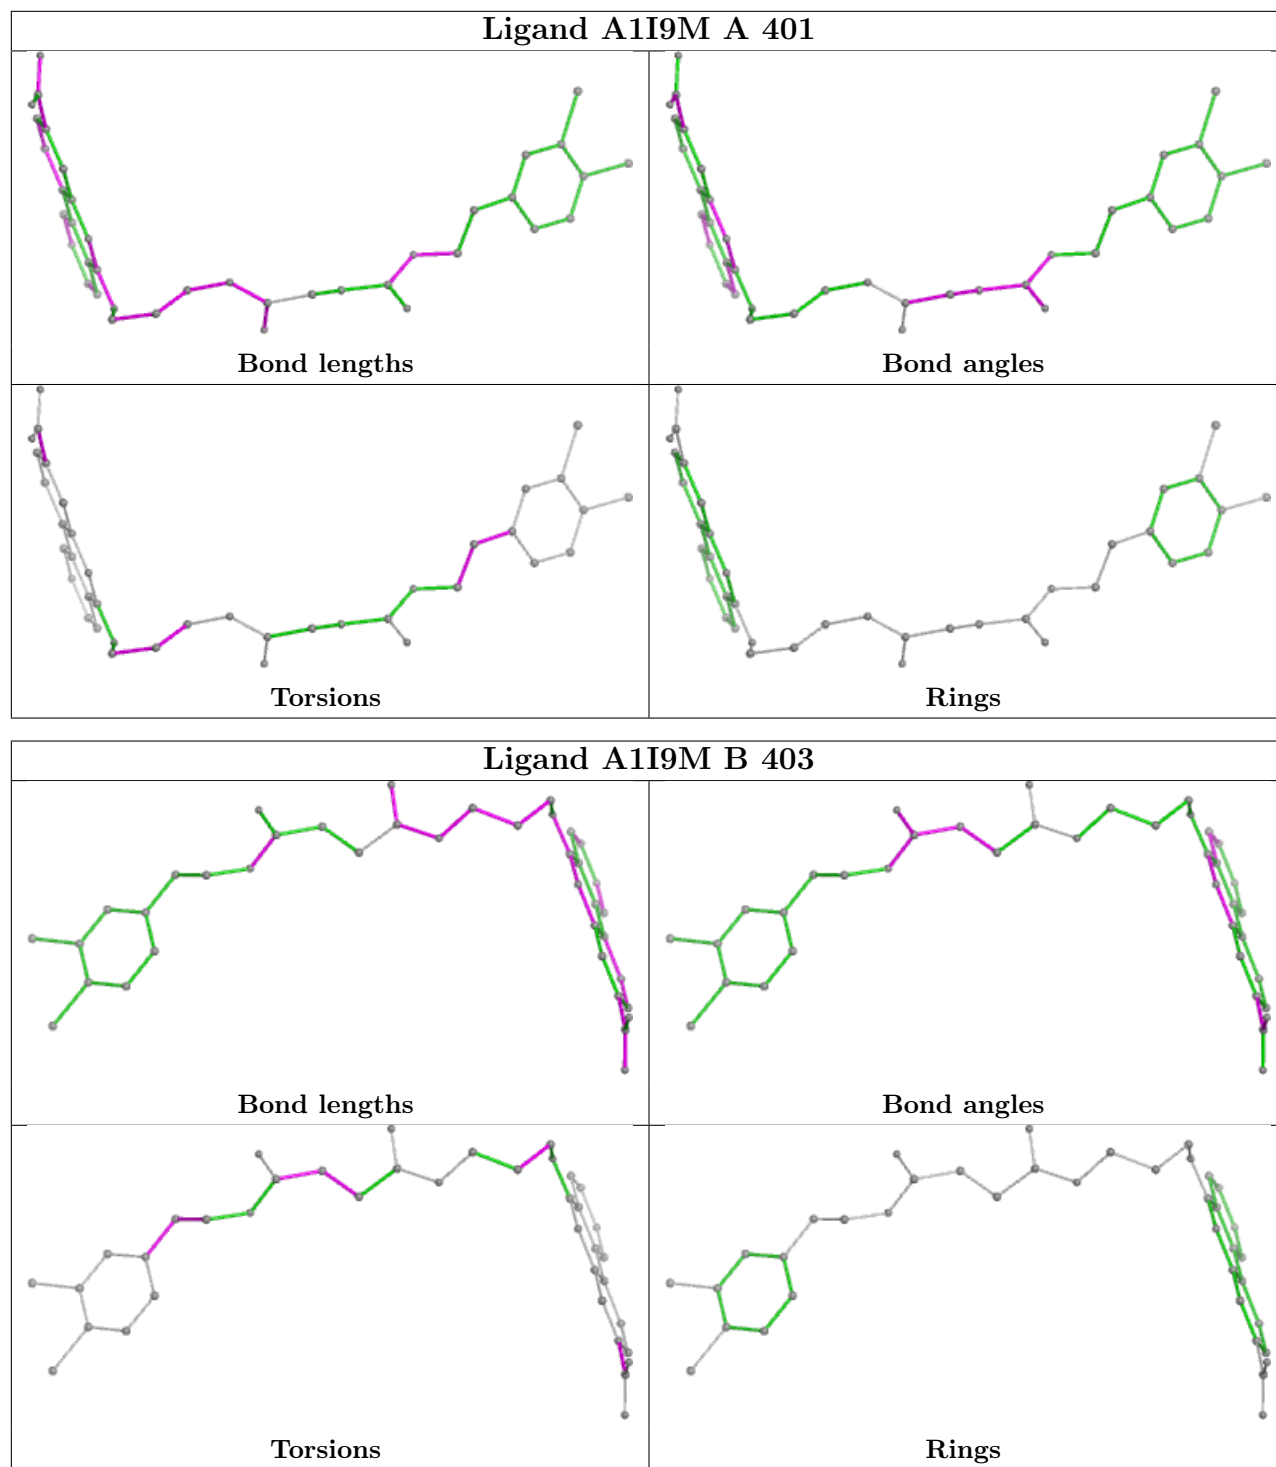 Ligand A1I9M A 401
Bond lengths
Bond angles
Torsions
Rings
Ligand A1I9M B 403
Bond lengths
Bond angles
Torsions
Rings